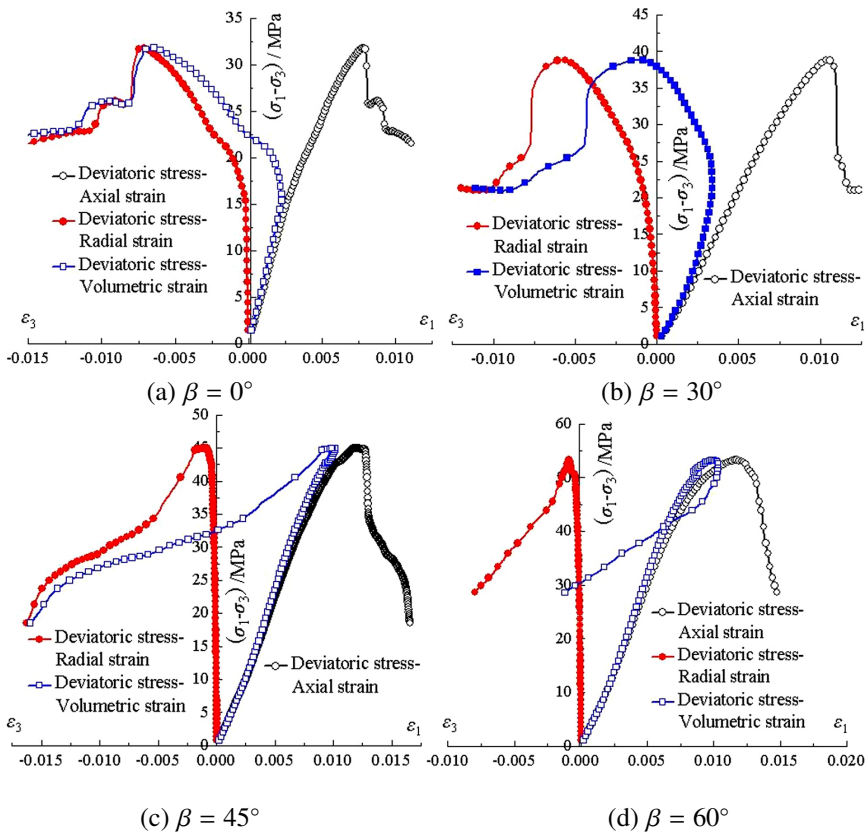 35
30
25
20
15
10
5
0
(σ₁-σ₃) / MPa
Deviatoric stress-
Axial strain
Deviatoric stress-
Radial strain
Deviatoric stress-
Volumetric strain
ε₃
ε₁
-0.015 -0.010 -0.005 0.000 0.005 0.010
(a) β = 0°
45
40
35
30
25
20
15
10
5
0
(σ₁-σ₃) /MPa
Deviatoric stress-
Radial strain
Deviatoric stress-
Volumetric strain
Deviatoric stress-
Axial strain
ε₃
ε₁
-0.010 -0.005 0.000 0.005 0.010
(b) β = 30°
50
45
40
35
30
25
20
15
10
5
0
(σ₁-σ₃) /MPa
Deviatoric stress-
Radial strain
Deviatoric stress-
Volumetric strain
Deviatoric stress-
Axial strain
ε₃
ε₁
-0.015 -0.010 -0.005 0.000 0.005 0.010 0.015
(c) β = 45°
60
50
40
30
20
10
0
(σ₁-σ₃) /MPa
Deviatoric stress-
Axial strain
Deviatoric stress-
Radial strain
Deviatoric stress-
Volumetric strain
ε₃
ε₁
-0.010 -0.005 0.000 0.005 0.010 0.015 0.020
(d) β = 60°